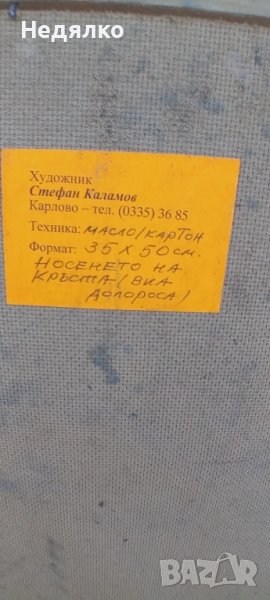 Недялко
Художник
Стефан Каламов
Карлово – тел. (0335) 36 85
Техника: МАСЛО/КАРТОН
Формат: 35 X 50 см.
НОСЕНЕТО НА
КРЪСТА (ВИА
ДОЛОРОСА)
BAZAR